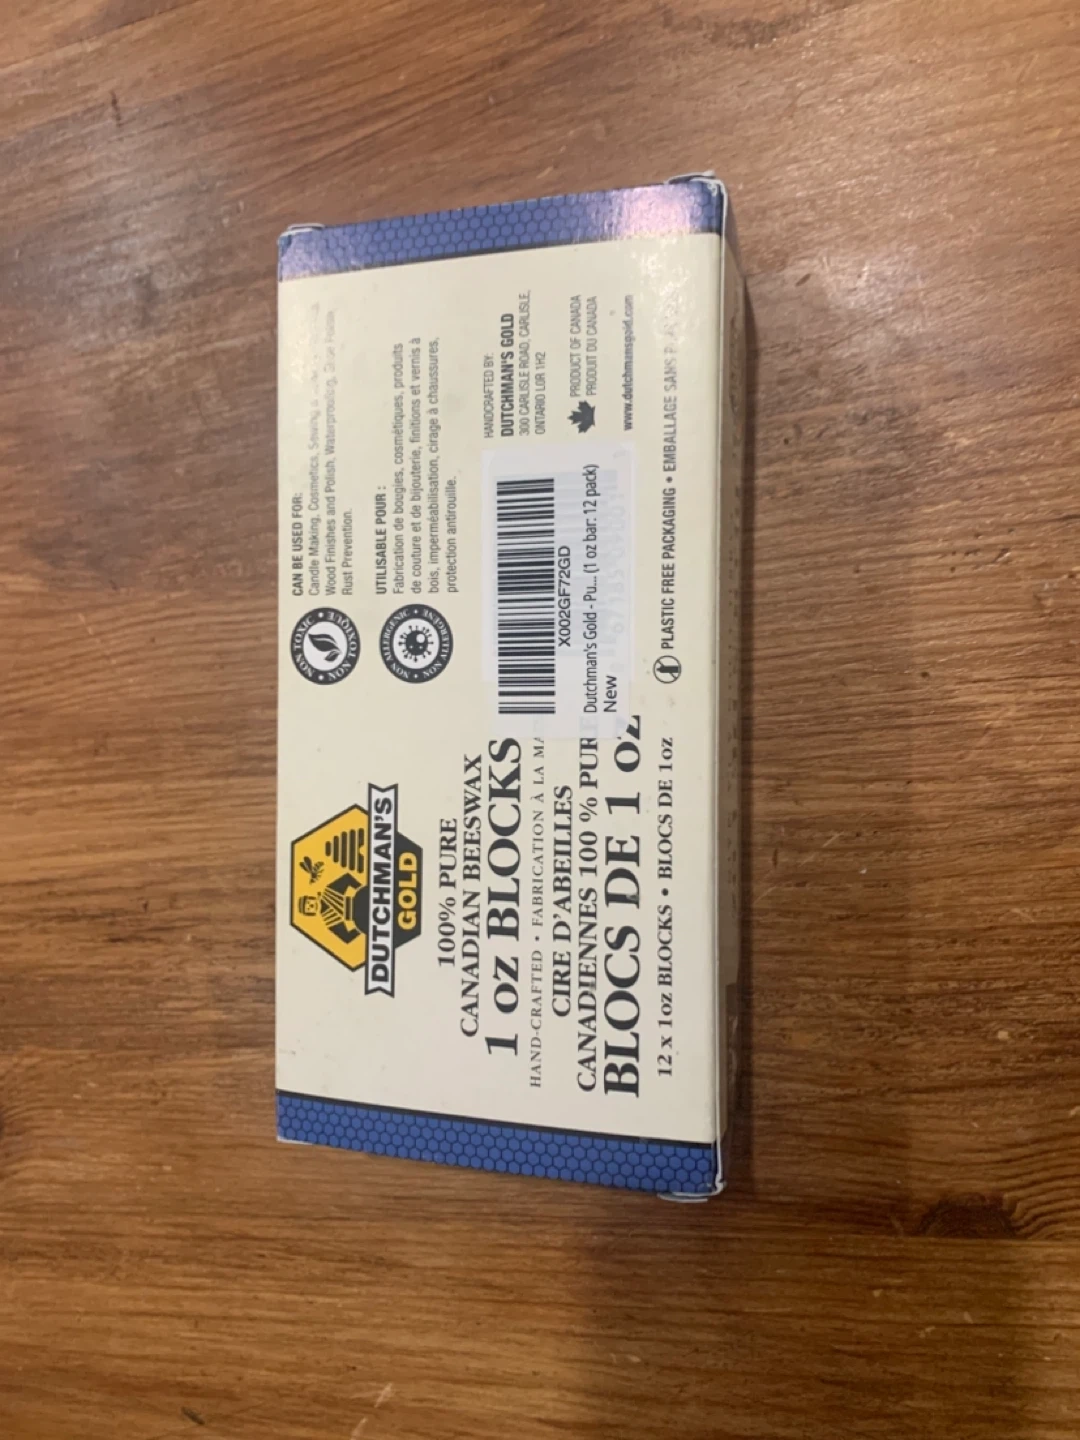 DUTCHMAN'S
GOLD
100% PURE
CANADIAN BEESWAX
1 oz BLOCKS
HAND-CRAFTED • FABRICATION À LA MA
CIRE D'ABEILLES
CANADIENNES 100 % PURE
BLOCS DE 1 oz
12 x 1oz BLOCKS • BLOCS DE 1oz
NON TOXIC • NON TOXIQUE •
CAN BE USED FOR:
Candle Making, Cosmetics, Sewing
Wood Finishes and Polish, Waterproofing,
Rust Prevention.
NON ALLERGENIC • NON ALLERGÈNE •
UTILISABLE POUR :
Fabrication de bougies, cosmétiques, produits
de couture et de bijouterie, finitions et vernis à
bois, imperméabilisation, cirage à chaussures,
protection antirouille.
HANDCRAFTED BY:
DUTCHMAN'S GOLD
300 CARLISLE ROAD, CARLISLE,
ONTARIO L0R 1H2
PRODUCT OF CANADA
PRODUIT DU CANADA
www.dutchmansgold.com
X002GF72GD
Dutchman's Gold - Pu... (1 oz bar: 12 pack)
New
PLASTIC FREE PACKAGING • EMBALLAGE SANS